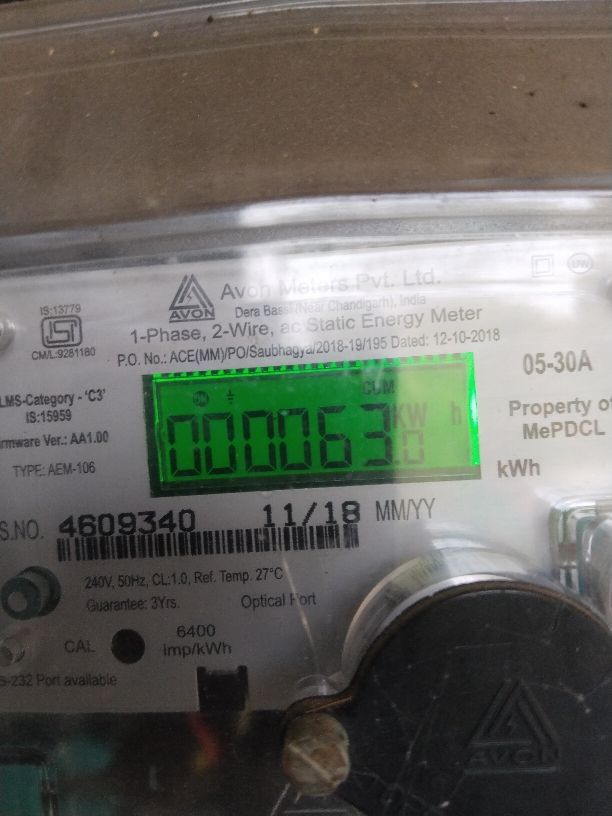 AVON
Avon Meters Pvt. Ltd.
Dera Bassi (Near Chandigarh), India
1-Phase, 2-Wire, ac Static Energy Meter
P.O. No.: ACE(MM)/PO/Saubhagya/2018-19/195 Dated: 12-10-2018
IS:13779
ISI
CM/L:9281180
LMS-Category - 'C3'
IS:15959
irmware Ver.: AA1.00
TYPE: AEM-106
CUM
000063.0 KW h
05-30A
Property of
MePDCL
kWh
S.NO. 4609340 11/18 MM/YY
240V, 50Hz, CL:1.0, Ref. Temp. 27°C
Guarantee: 3Yrs. Optical Port
CAL 6400
imp/kWh
S-232 Port available
AVON